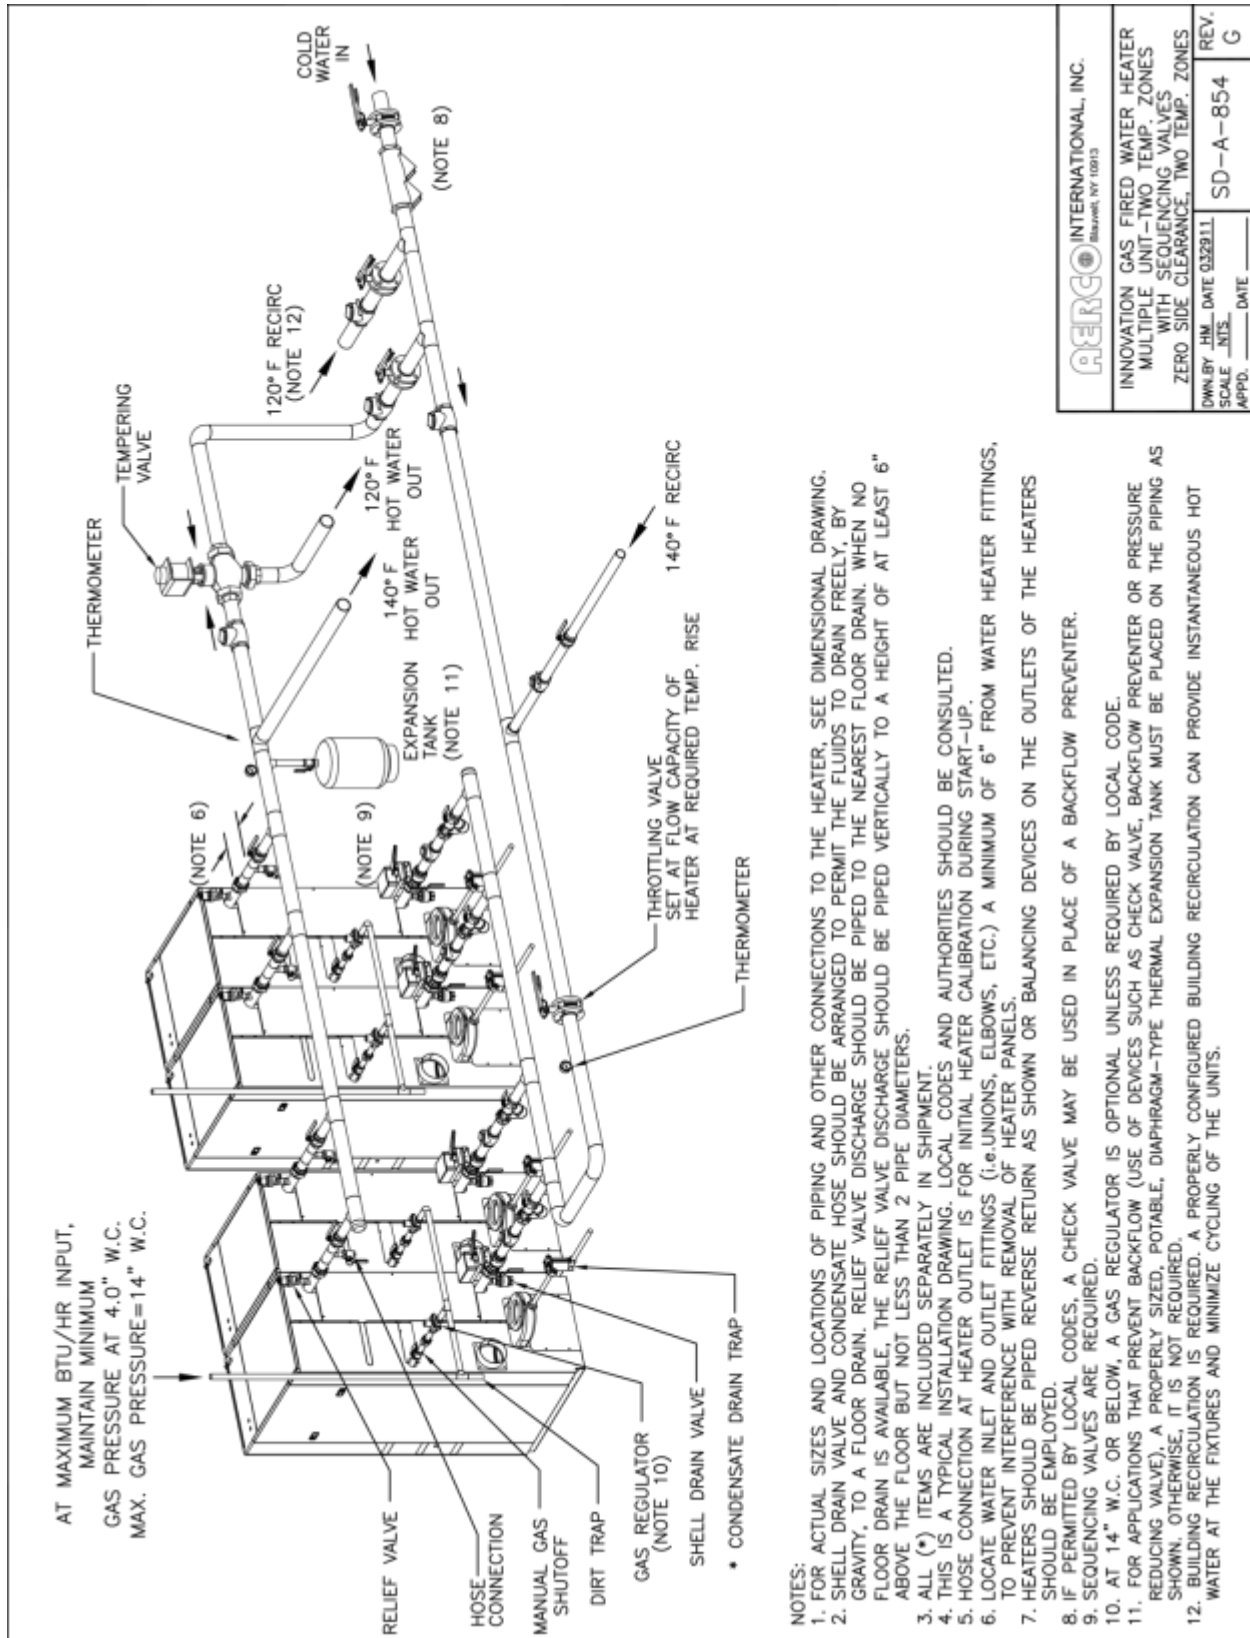 AT MAXIMUM BTU/HR INPUT,
MAINTAIN MINIMUM
GAS PRESSURE AT 4.0" W.C.
MAX. GAS PRESSURE=14" W.C.
THERMOMETER
TEMPERING
VALVE
COLD
WATER
IN
(NOTE 8)
120° F RECIRC
(NOTE 12)
120° F
HOT WATER
OUT
140° F
HOT WATER
OUT
EXPANSION
TANK
(NOTE 11)
(NOTE 6)
(NOTE 9)
140° F RECIRC
THROTTLING VALVE
SET AT FLOW CAPACITY OF
HEATER AT REQUIRED TEMP. RISE
THERMOMETER
RELIEF VALVE
HOSE
CONNECTION
MANUAL GAS
SHUTOFF
DIRT TRAP
GAS REGULATOR
(NOTE 10)
SHELL DRAIN VALVE
* CONDENSATE DRAIN TRAP
NOTES:
1. FOR ACTUAL SIZES AND LOCATIONS OF PIPING AND OTHER CONNECTIONS TO THE HEATER, SEE DIMENSIONAL DRAWING.
2. SHELL DRAIN VALVE AND CONDENSATE HOSE SHOULD BE ARRANGED TO PERMIT THE FLUIDS TO DRAIN FREELY, BY
GRAVITY, TO A FLOOR DRAIN. RELIEF VALVE DISCHARGE SHOULD BE PIPED TO THE NEAREST FLOOR DRAIN. WHEN NO
FLOOR DRAIN IS AVAILABLE, THE RELIEF VALVE DISCHARGE SHOULD BE PIPED VERTICALLY TO A HEIGHT OF AT LEAST 6"
ABOVE THE FLOOR BUT NOT LESS THAN 2 PIPE DIAMETERS.
3. ALL (*) ITEMS ARE INCLUDED SEPARATELY IN SHIPMENT.
4. THIS IS A TYPICAL INSTALLATION DRAWING. LOCAL CODES AND AUTHORITIES SHOULD BE CONSULTED.
5. HOSE CONNECTION AT HEATER OUTLET IS FOR INITIAL HEATER CALIBRATION DURING START-UP.
6. LOCATE WATER INLET AND OUTLET FITTINGS (i.e.UNIONS, ELBOWS, ETC.) A MINIMUM OF 6" FROM WATER HEATER FITTINGS,
TO PREVENT INTERFERENCE WITH REMOVAL OF HEATER PANELS.
7. HEATERS SHOULD BE PIPED REVERSE RETURN AS SHOWN OR BALANCING DEVICES ON THE OUTLETS OF THE HEATERS
SHOULD BE EMPLOYED.
8. IF PERMITTED BY LOCAL CODES, A CHECK VALVE MAY BE USED IN PLACE OF A BACKFLOW PREVENTER.
9. SEQUENCING VALVES ARE REQUIRED.
10. AT 14" W.C. OR BELOW, A GAS REGULATOR IS OPTIONAL UNLESS REQUIRED BY LOCAL CODE.
11. FOR APPLICATIONS THAT PREVENT BACKFLOW (USE OF DEVICES SUCH AS CHECK VALVE, BACKFLOW PREVENTER OR PRESSURE
REDUCING VALVE), A PROPERLY SIZED, POTABLE, DIAPHRAGM-TYPE THERMAL EXPANSION TANK MUST BE PLACED ON THE PIPING AS
SHOWN. OTHERWISE, IT IS NOT REQUIRED.
12. BUILDING RECIRCULATION IS REQUIRED. A PROPERLY CONFIGURED BUILDING RECIRCULATION CAN PROVIDE INSTANTANEOUS HOT
WATER AT THE FIXTURES AND MINIMIZE CYCLING OF THE UNITS.
AERCO INTERNATIONAL, INC.
Blauvelt, NY 10913
INNOVATION GAS FIRED WATER HEATER
MULTIPLE UNIT-TWO TEMP. ZONES
WITH SEQUENCING VALVES
ZERO SIDE CLEARANCE, TWO TEMP. ZONES
DWN.BY HM DATE 032911
SCALE NTS
APPD. DATE
SD-A-854
REV.
G